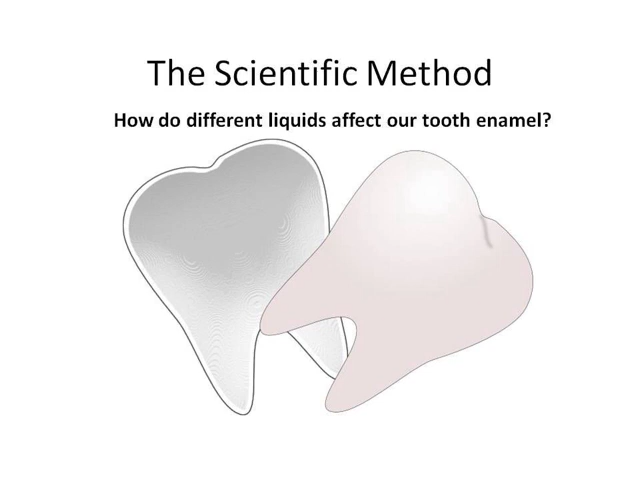 The Scientific Method
How do different liquids affect our tooth enamel?